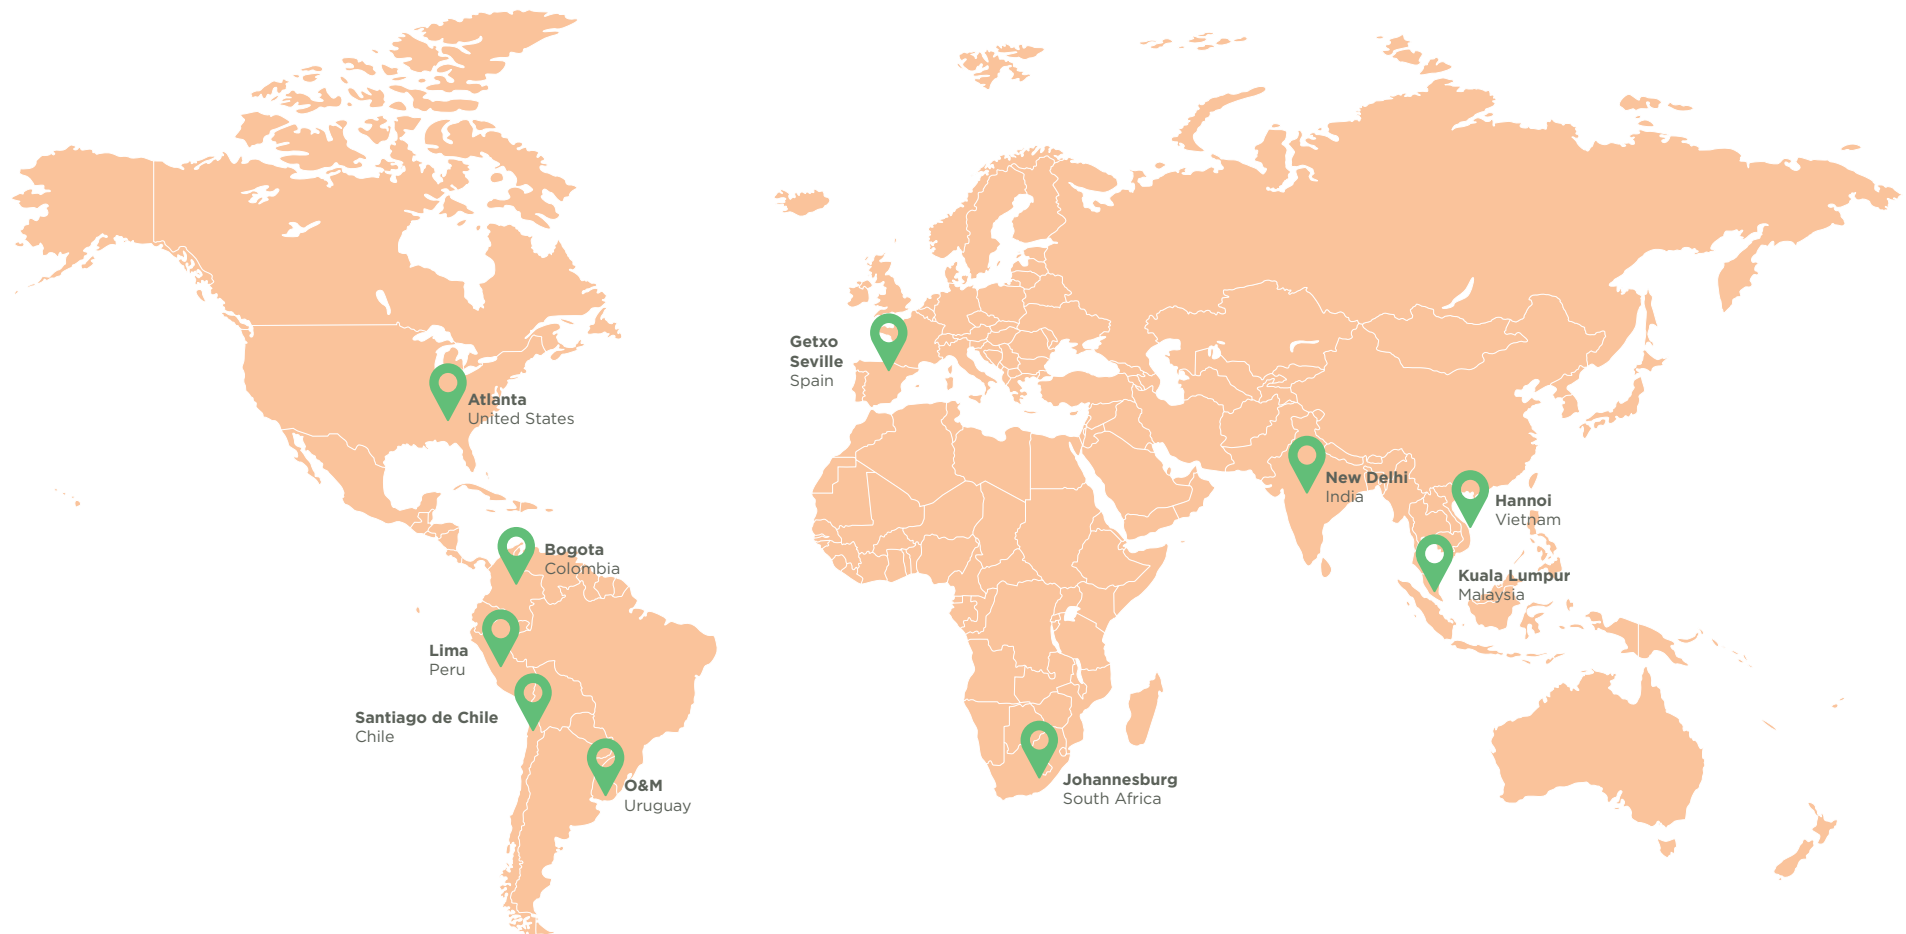 Getxo
Seville
Spain
Atlanta
United States
New Delhi
India
Hannoi
Vietnam
Bogota
Colombia
Kuala Lumpur
Malaysia
Lima
Peru
Santiago de Chile
Chile
O&M
Uruguay
Johannesburg
South Africa